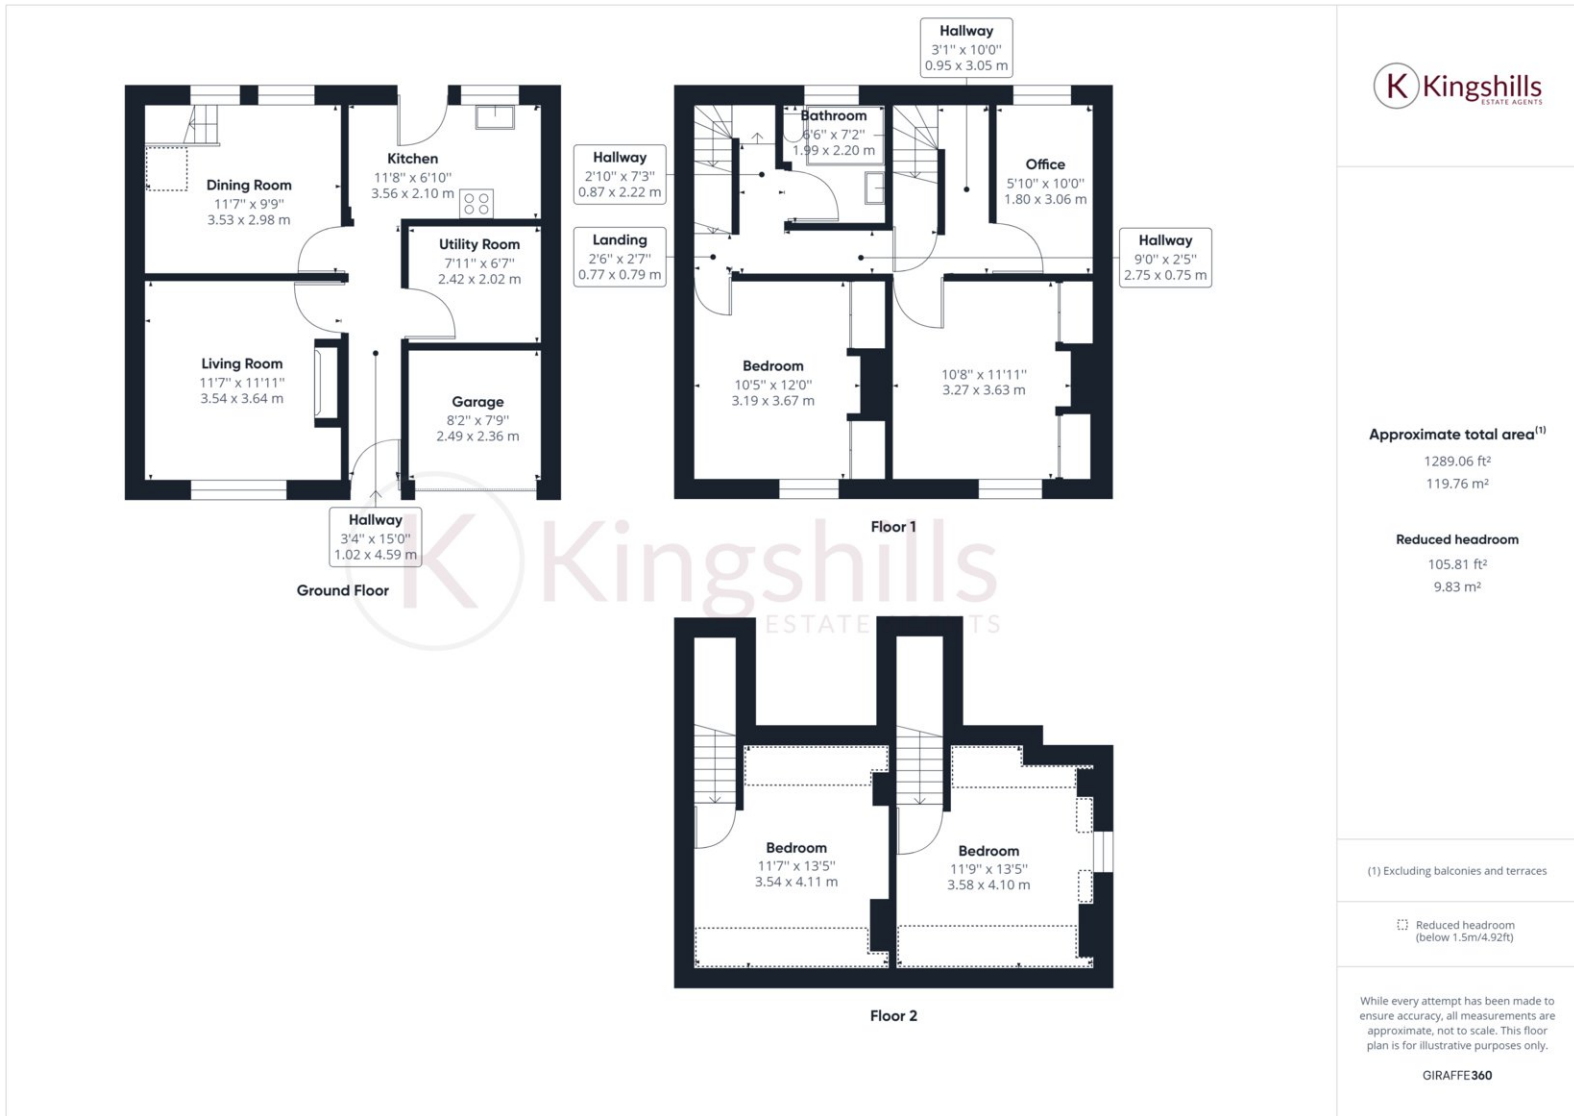 Hallway
3'1" x 10'0"
0.95 x 3.05 m
Dining Room
11'7" x 9'9"
3.53 x 2.98 m
Kitchen
11'8" x 6'10"
3.56 x 2.10 m
Utility Room
7'11" x 6'7"
2.42 x 2.02 m
Living Room
11'7" x 11'11"
3.54 x 3.64 m
Garage
8'2" x 7'9"
2.49 x 2.36 m
Hallway
3'4" x 15'0"
1.02 x 4.59 m
Ground Floor
Hallway
2'10" x 7'3"
0.87 x 2.22 m
Landing
2'6" x 2'7"
0.77 x 0.79 m
Bathroom
6'6" x 7'2"
1.99 x 2.20 m
Office
5'10" x 10'0"
1.80 x 3.06 m
Hallway
9'0" x 2'5"
2.75 x 0.75 m
Bedroom
10'5" x 12'0"
3.19 x 3.67 m
10'8" x 11'11"
3.27 x 3.63 m
Floor 1
K Kingshills
ESTATE AGENTS
Bedroom
11'7" x 13'5"
3.54 x 4.11 m
Bedroom
11'9" x 13'5"
3.58 x 4.10 m
Floor 2
K Kingshills
ESTATE AGENTS
Approximate total area(1)
1289.06 ft²
119.76 m²
Reduced headroom
105.81 ft²
9.83 m²
(1) Excluding balconies and terraces
Reduced headroom
(below 1.5m/4.92ft)
While every attempt has been made to
ensure accuracy, all measurements are
approximate, not to scale. This floor
plan is for illustrative purposes only.
GIRAFFE360